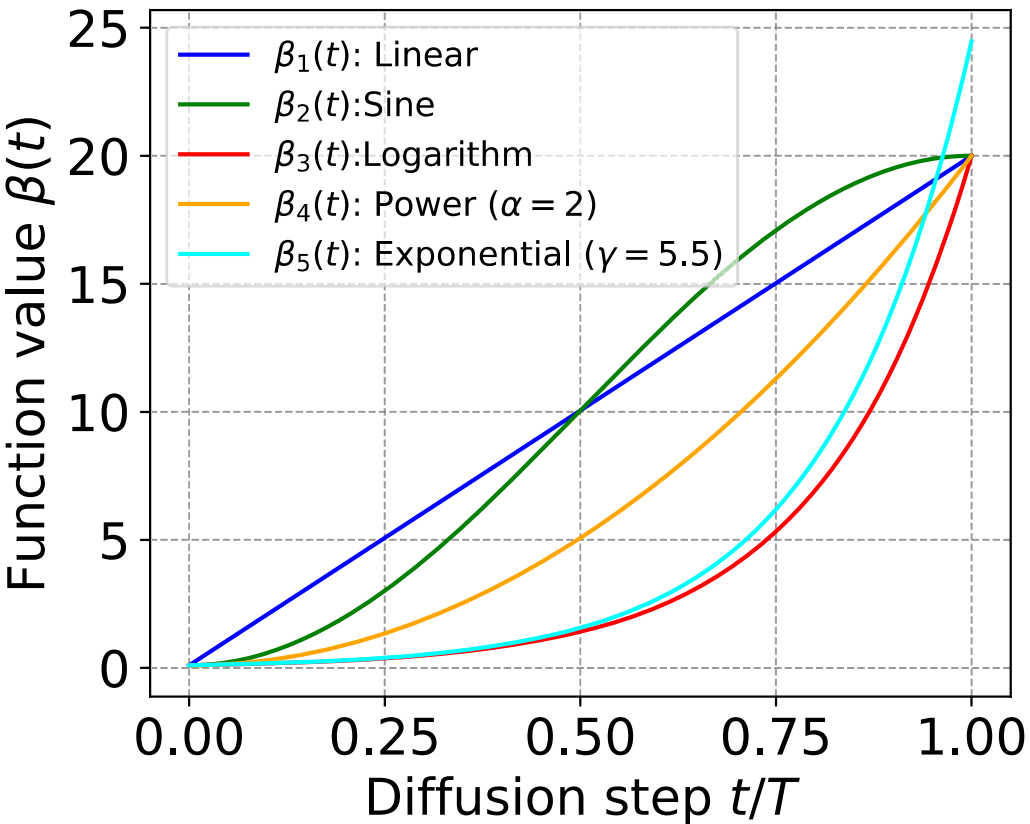 25
20
15
10
5
0
Function value β(t)
β₁(t): Linear
β₂(t):Sine
β₃(t):Logarithm
β₄(t): Power (α = 2)
β₅(t): Exponential (γ = 5.5)
0.00 0.25 0.50 0.75 1.00
Diffusion step t/T